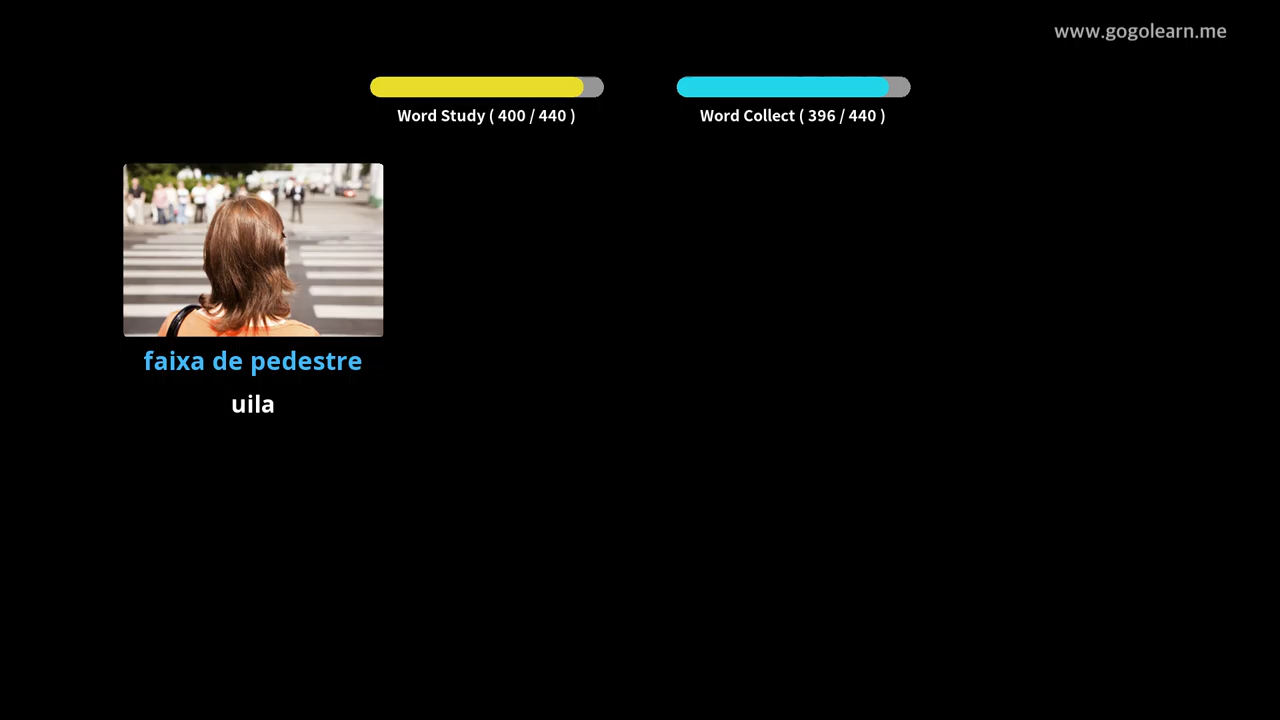 www.gogolearn.me
Word Study ( 400 / 440 )
Word Collect ( 396 / 440 )
faixa de pedestre
uila